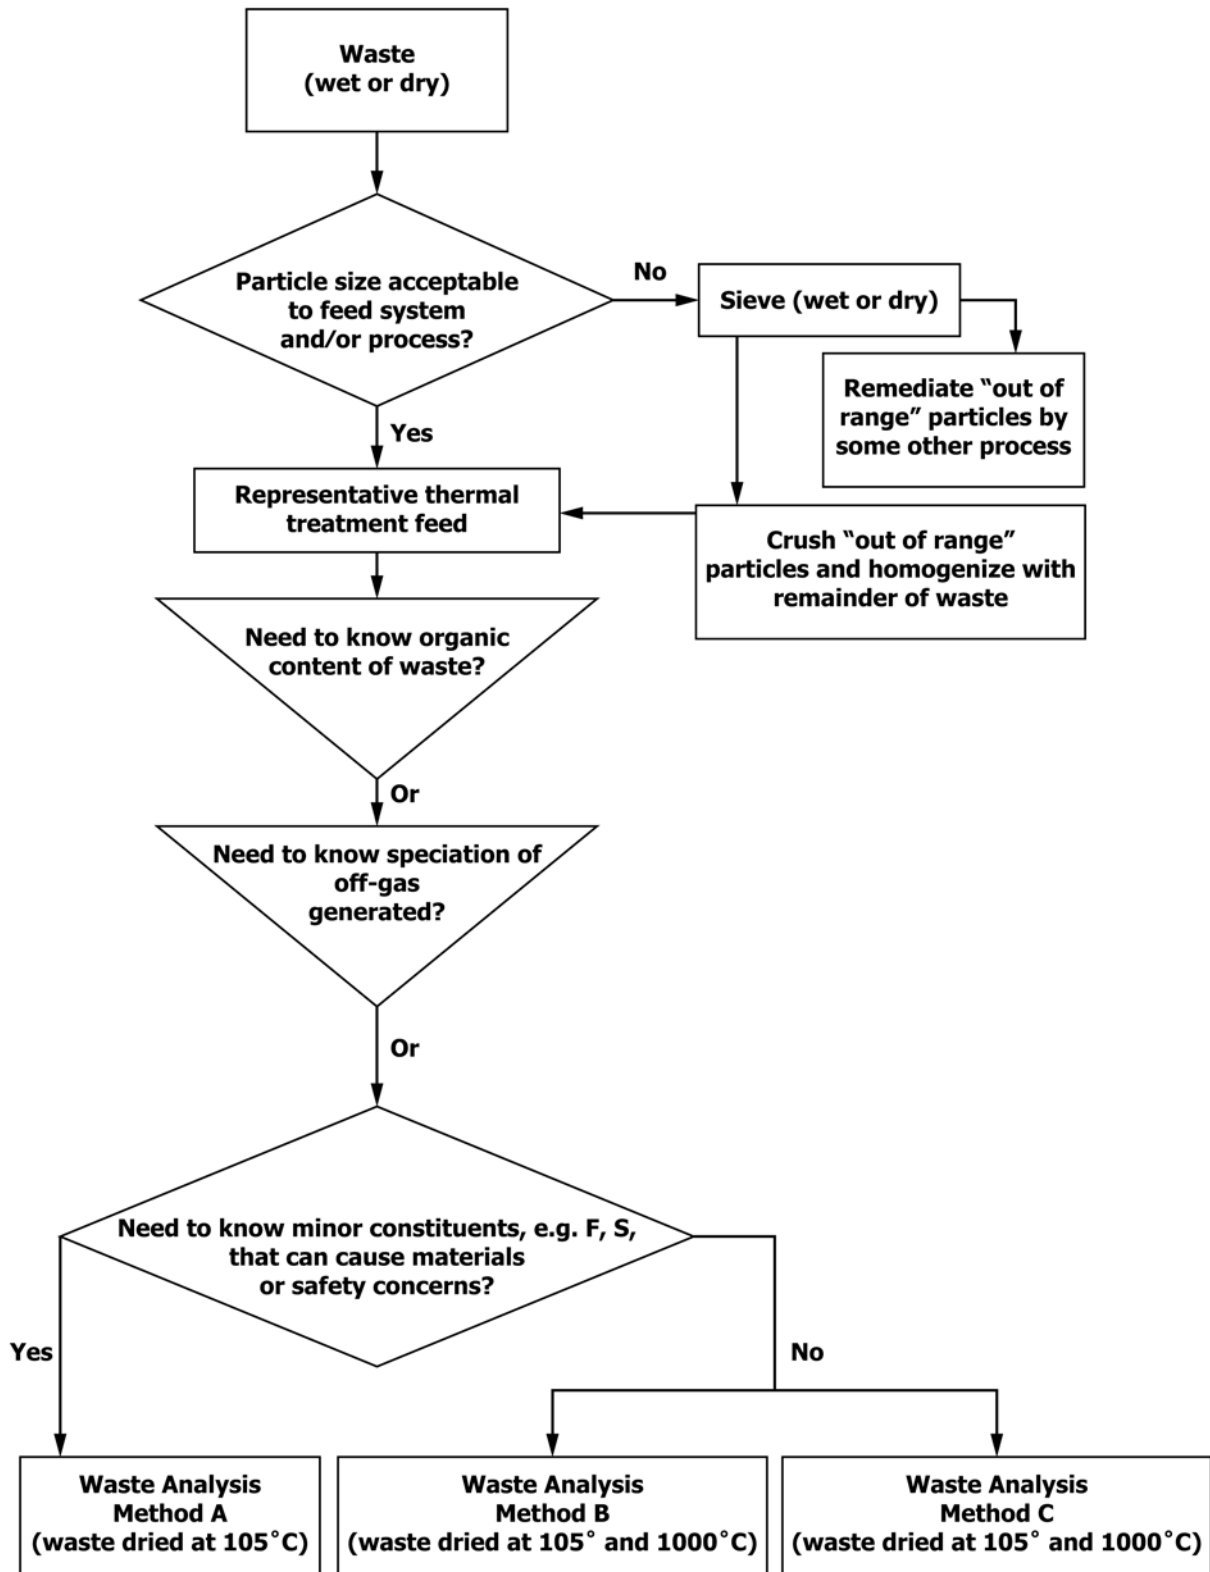 Waste
(wet or dry)
Particle size acceptable
to feed system
and/or process?
No
Sieve (wet or dry)
Remediate “out of
range” particles by
some other process
Yes
Representative thermal
treatment feed
Crush “out of range”
particles and homogenize with
remainder of waste
Need to know organic
content of waste?
Or
Need to know speciation of
off-gas
generated?
Or
Need to know minor constituents, e.g. F, S,
that can cause materials
or safety concerns?
Yes
No
Waste Analysis
Method A
(waste dried at 105˚C)
Waste Analysis
Method B
(waste dried at 105˚ and 1000˚C)
Waste Analysis
Method C
(waste dried at 105˚ and 1000˚C)